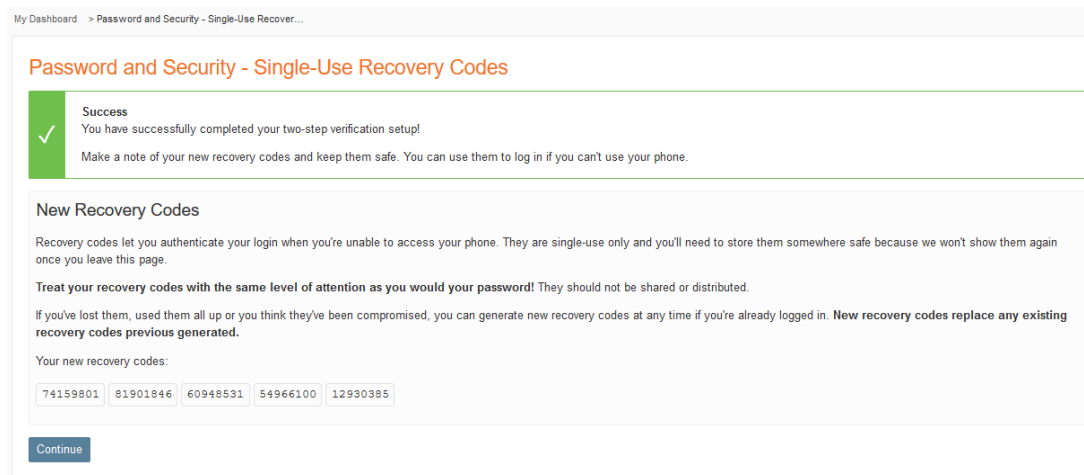 My Dashboard > Password and Security - Single-Use Recover...
Password and Security - Single-Use Recovery Codes
Success
You have successfully completed your two-step verification setup!
Make a note of your new recovery codes and keep them safe. You can use them to log in if you can't use your phone.
New Recovery Codes
Recovery codes let you authenticate your login when you're unable to access your phone. They are single-use only and you'll need to store them somewhere safe because we won't show them again
once you leave this page.
Treat your recovery codes with the same level of attention as you would your password! They should not be shared or distributed.
If you've lost them, used them all up or you think they've been compromised, you can generate new recovery codes at any time if you're already logged in. New recovery codes replace any existing
recovery codes previous generated.
Your new recovery codes:
74159801 81901846 60948531 54966100 12930385
Continue